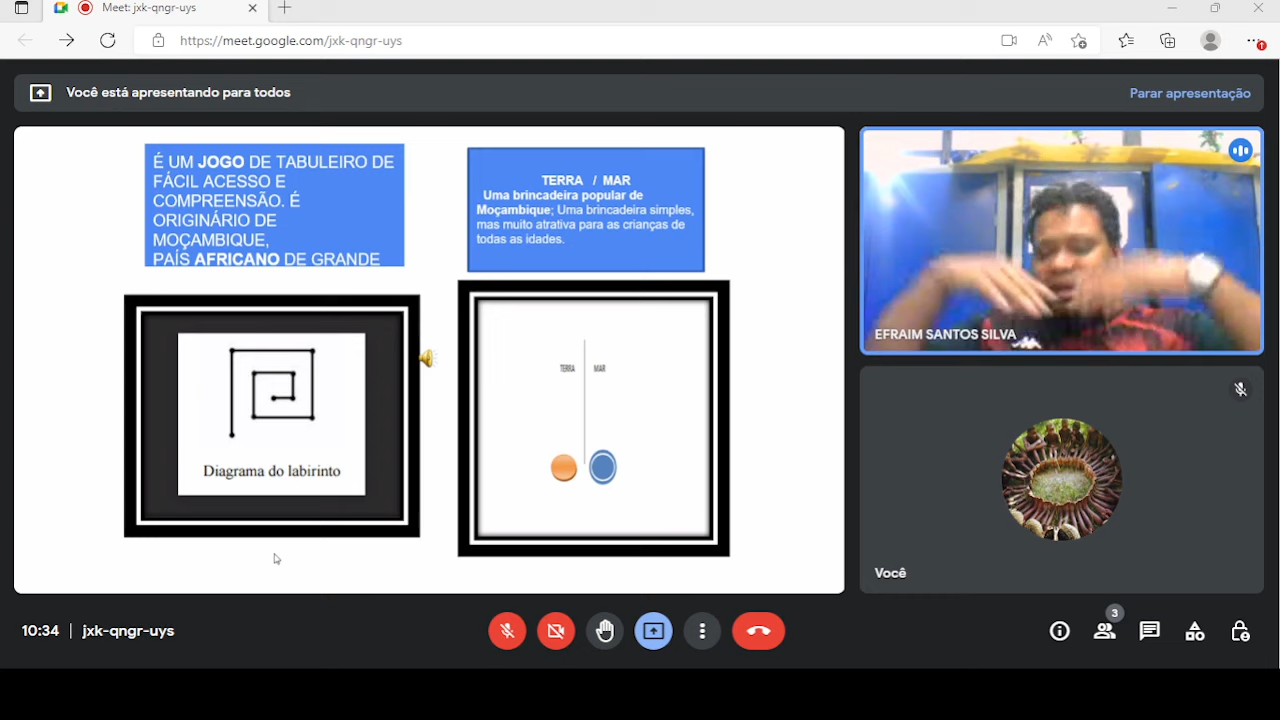 Meet: jxk-qngr-uys
https://meet.google.com/jxk-qngr-uys
Você está apresentando para todos
Parar apresentação
É UM JOGO DE TABULEIRO DE
FÁCIL ACESSO E
COMPREENSÃO. É
ORIGINÁRIO DE
MOÇAMBIQUE,
PAÍS AFRICANO DE GRANDE
TERRA / MAR
Uma brincadeira popular de
Moçambique; Uma brincadeira simples,
mas muito atrativa para as crianças de
todas as idades.
Diagrama do labirinto
TERRA MAR
EFRAIM SANTOS SILVA
Você
10:34 | jxk-qngr-uys
3